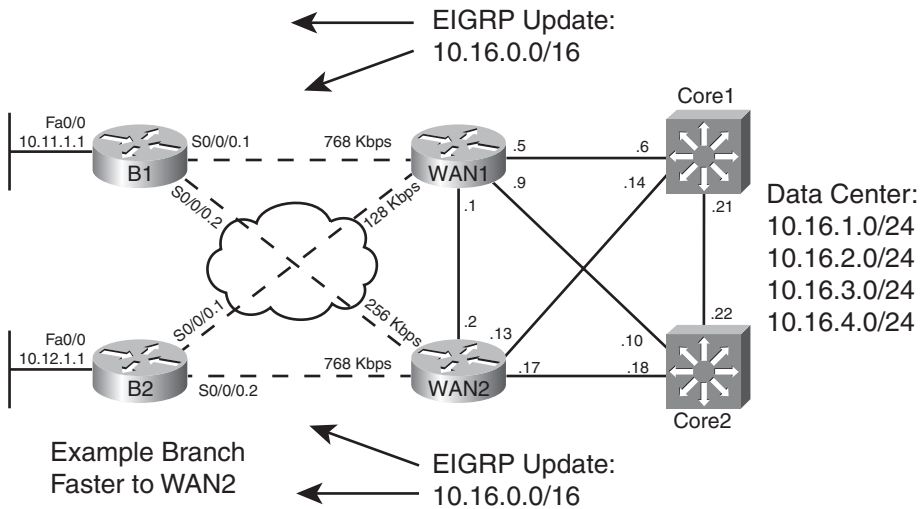 EIGRP Update:
10.16.0.0/16
Fa0/0
10.11.1.1
B1
S0/0/0.1
768 Kbps
WAN1
.5
.6
Core1
S0/0/0.2
128 Kbps
.9
.14
.1
.21
Data Center:
10.16.1.0/24
10.16.2.0/24
10.16.3.0/24
10.16.4.0/24
S0/0/0.1
256 Kbps
.2
.13
.10
.22
Fa0/0
10.12.1.1
B2
S0/0/0.2
768 Kbps
WAN2
.17
.18
Core2
Example Branch
Faster to WAN2
EIGRP Update:
10.16.0.0/16